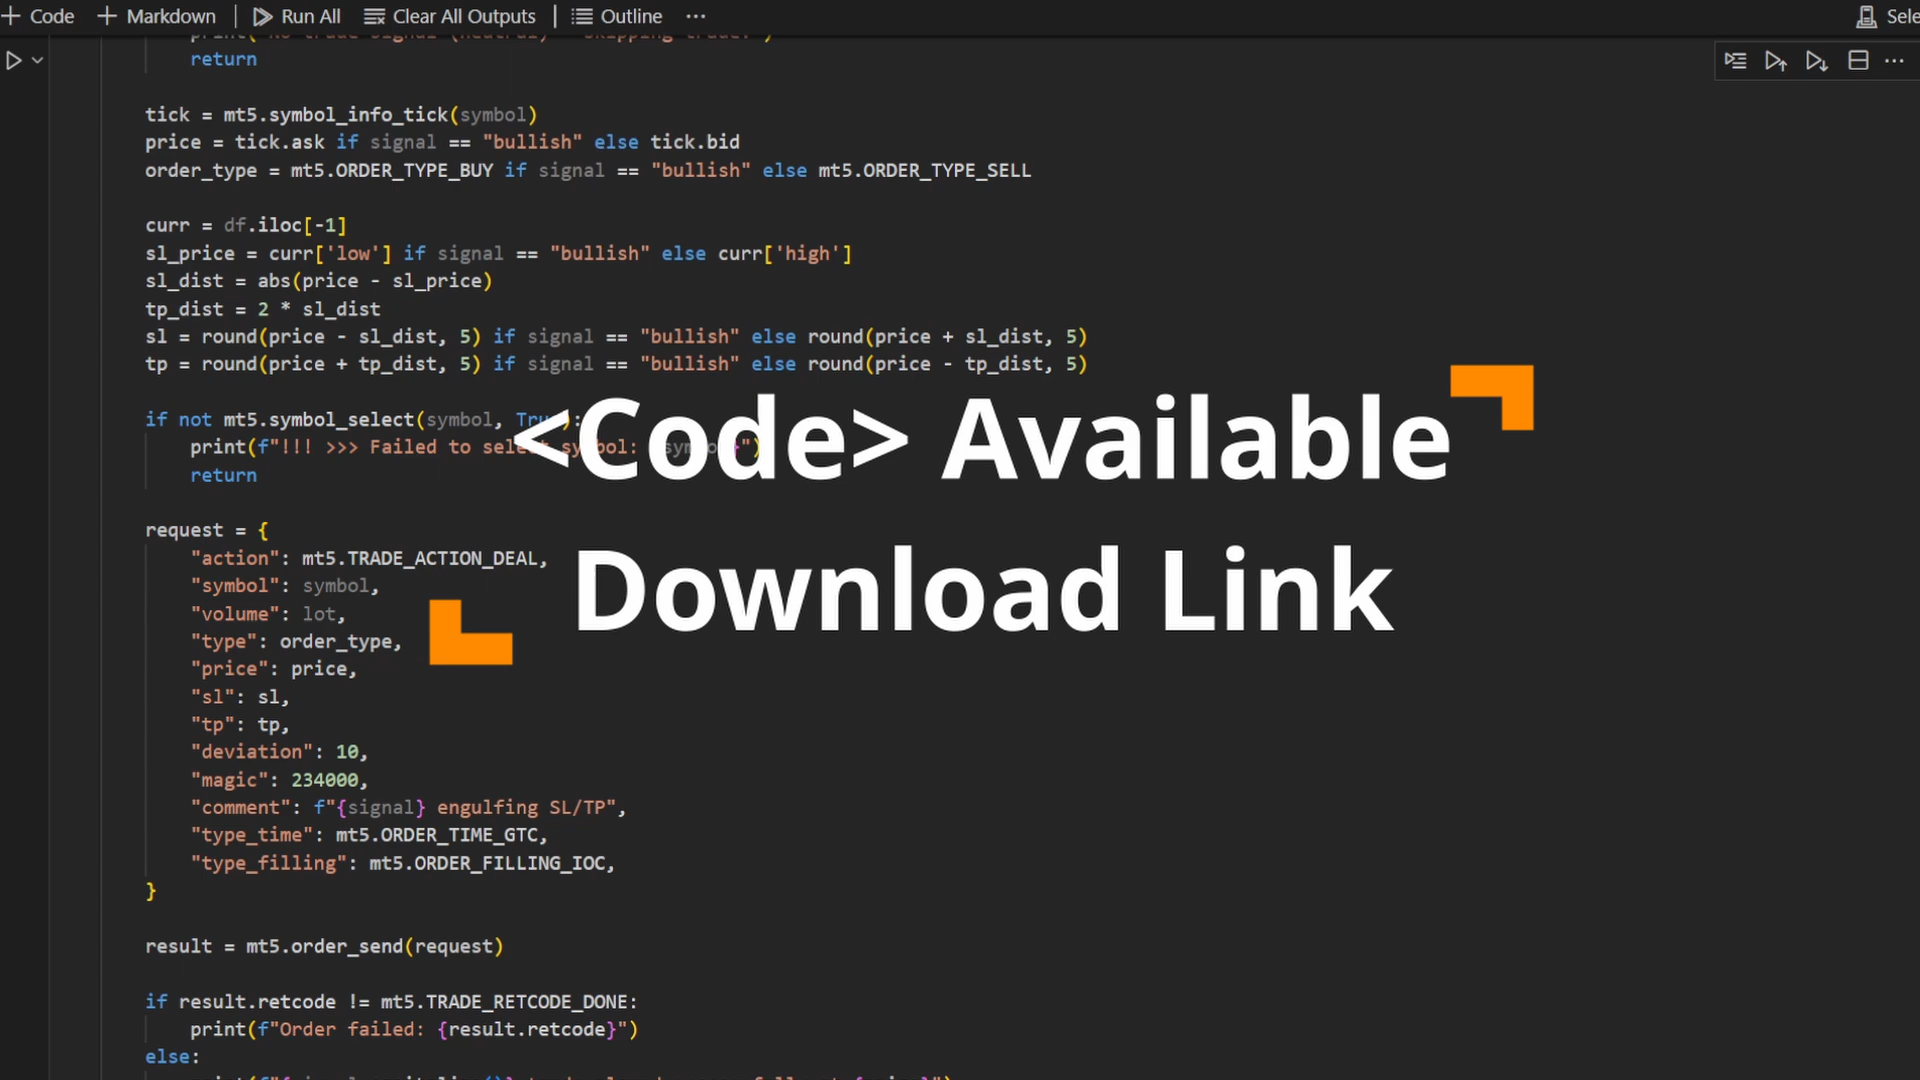 Code Markdown Run All Clear All Outputs Outline ... Sele
return
tick = mt5.symbol_info_tick(symbol)
price = tick.ask if signal == "bullish" else tick.bid
order_type = mt5.ORDER_TYPE_BUY if signal == "bullish" else mt5.ORDER_TYPE_SELL
curr = df.iloc[-1]
sl_price = curr['low'] if signal == "bullish" else curr['high']
sl_dist = abs(price - sl_price)
tp_dist = 2 * sl_dist
sl = round(price - sl_dist, 5) if signal == "bullish" else round(price + sl_dist, 5)
tp = round(price + tp_dist, 5) if signal == "bullish" else round(price - tp_dist, 5)
if not mt5.symbol_select(symbol, True):
print(f"!!! >>> Failed to select symbol: {symbol}")
return
<Code> Available
Download Link
request = {
"action": mt5.TRADE_ACTION_DEAL,
"symbol": symbol,
"volume": lot,
"type": order_type,
"price": price,
"sl": sl,
"tp": tp,
"deviation": 10,
"magic": 234000,
"comment": f"{signal} engulfing SL/TP",
"type_time": mt5.ORDER_TIME_GTC,
"type_filling": mt5.ORDER_FILLING_IOC,
}
result = mt5.order_send(request)
if result.retcode != mt5.TRADE_RETCODE_DONE:
print(f"Order failed: {result.retcode}")
else: